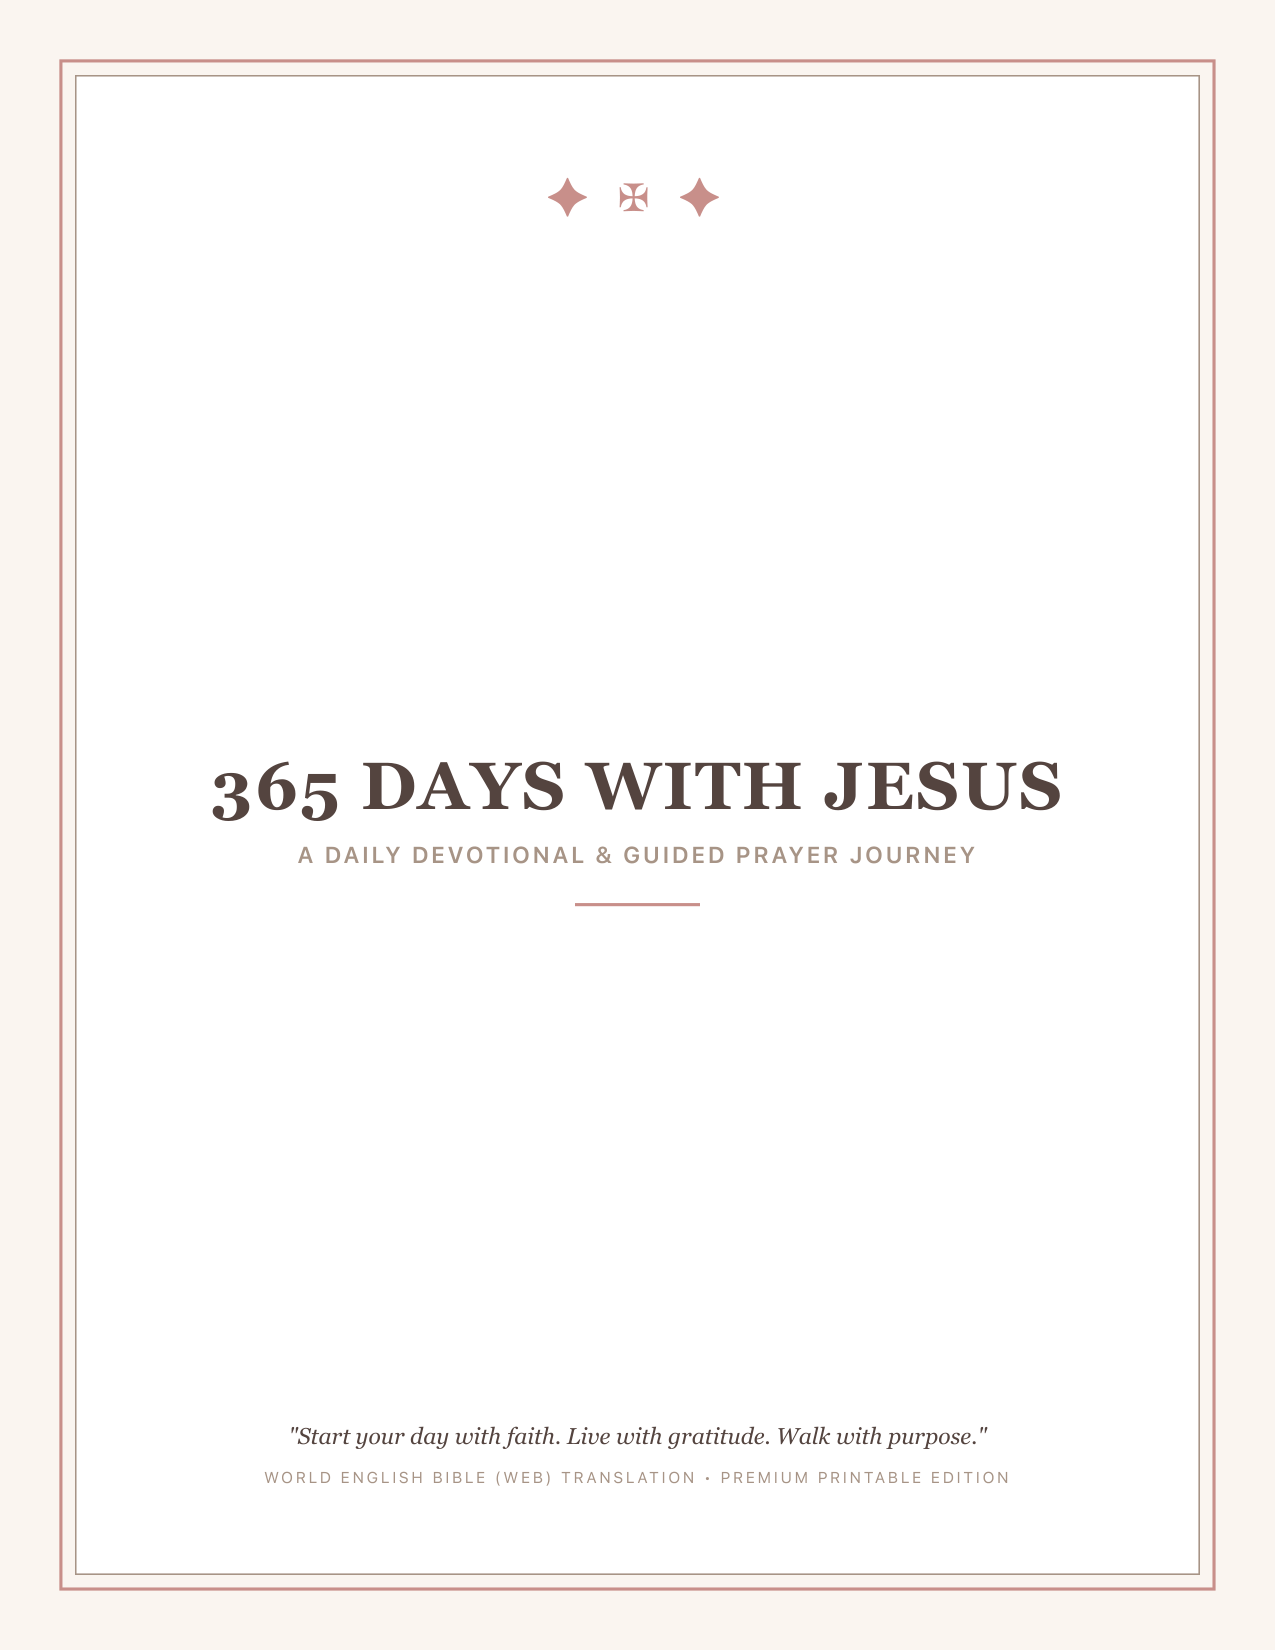 365 DAYS WITH JESUS
A DAILY DEVOTIONAL & GUIDED PRAYER JOURNEY
"Start your day with faith. Live with gratitude. Walk with purpose."
WORLD ENGLISH BIBLE (WEB) TRANSLATION • PREMIUM PRINTABLE EDITION